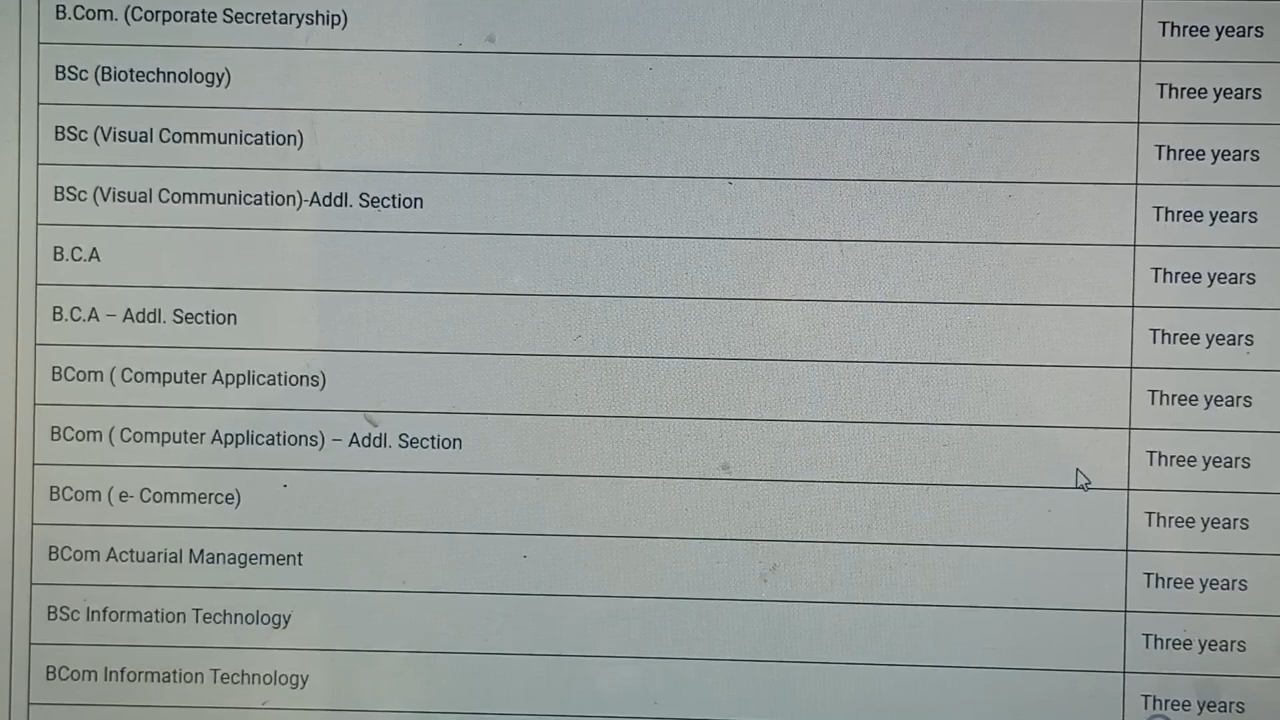 B.Com. (Corporate Secretaryship) Three years
BSc (Biotechnology) Three years
BSc (Visual Communication) Three years
BSc (Visual Communication)-Addl. Section Three years
B.C.A Three years
B.C.A – Addl. Section Three years
BCom ( Computer Applications) Three years
BCom ( Computer Applications) – Addl. Section Three years
BCom ( e- Commerce) Three years
BCom Actuarial Management Three years
BSc Information Technology Three years
BCom Information Technology Three years